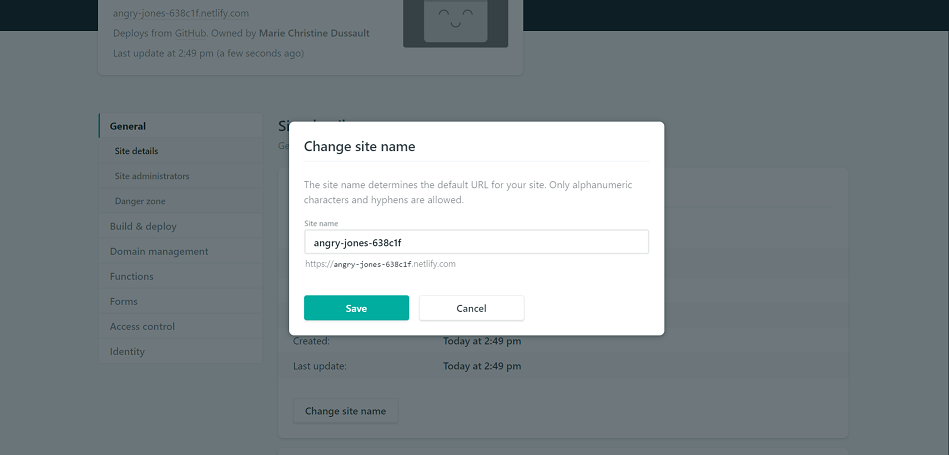 angry-jones-638c1f.netlify.com
Deploys from GitHub. Owned by Marie Christine Dussault
Last update at 2:49 pm (a few seconds ago)
General
Site details
Site administrators
Danger zone
Build & deploy
Domain management
Functions
Forms
Access control
Identity
Change site name
The site name determines the default URL for your site. Only alphanumeric
characters and hyphens are allowed.
Site name
angry-jones-638c1f
https://angry-jones-638c1f.netlify.com
Save Cancel
Created: Today at 2:49 pm
Last update: Today at 2:49 pm
Change site name